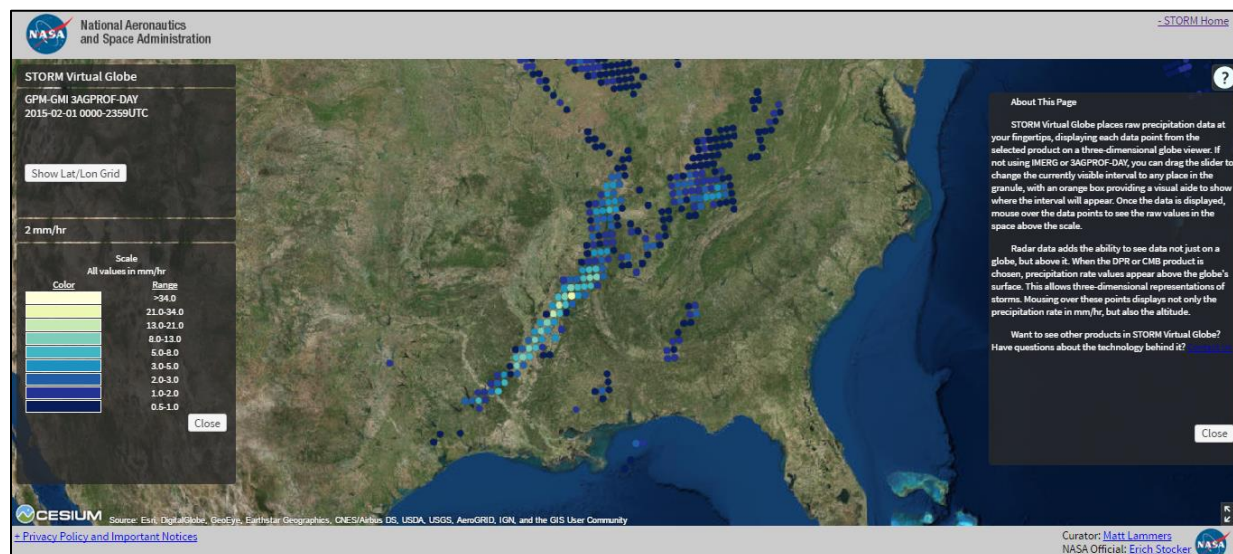 NASA
National Aeronautics
and Space Administration
- STORM Home
STORM Virtual Globe
GPM-GMI 3AGPROF-DAY
2015-02-01 0000-2359UTC
Show Lat/Lon Grid
2 mm/hr
Scale
All values in mm/hr
Color Range
>34.0
21.0-34.0
13.0-21.0
8.0-13.0
5.0-8.0
3.0-5.0
2.0-3.0
1.0-2.0
0.5-1.0
Close
?
About This Page
STORM Virtual Globe places raw precipitation data at
your fingertips, displaying each data point from the
selected product on a three-dimensional globe viewer. If
not using IMERG or 3AGPROF-DAY, you can drag the slider to
change the currently visible interval to any place in the
granule, with an orange box providing a visual aide to show
where the interval will appear. Once the data is displayed,
mouse over the data points to see the raw values in the
space above the scale.
Radar data adds the ability to see data not just on a
globe, but above it. When the DPR or CMB product is
chosen, precipitation rate values appear above the globe's
surface. This allows three-dimensional representations of
storms. Mousing over these points displays not only the
precipitation rate in mm/hr, but also the altitude.
Want to see other products in STORM Virtual Globe?
Have questions about the technology behind it?
Close
CESIUM Source: Esri, DigitalGlobe, GeoEye, Earthstar Geographics, CNES/Airbus DS, USDA, USGS, AeroGRID, IGN, and the GIS User Community
+ Privacy Policy and Important Notices
Curator: Matt Lammers
NASA Official: Erich Stocker
NASA